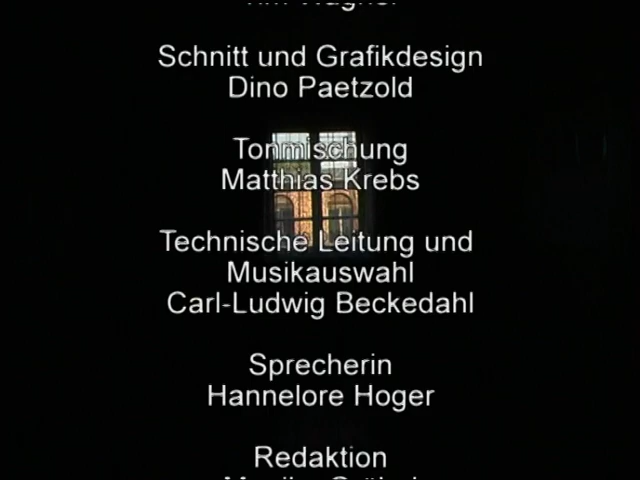 Schnitt und Grafikdesign
Dino Paetzold
Tonmischung
Matthias Krebs
Technische Leitung und
Musikauswahl
Carl-Ludwig Beckedahl
Sprecherin
Hannelore Hoger
Redaktion